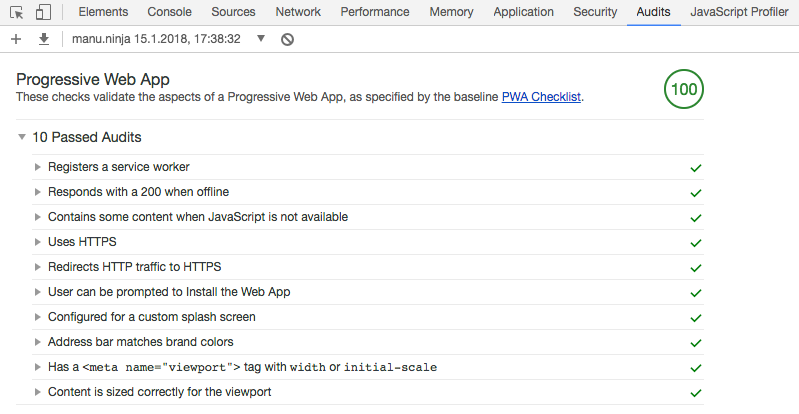 Elements Console Sources Network Performance Memory Application Security Audits JavaScript Profiler
manu.ninja 15.1.2018, 17:38:32
Progressive Web App
These checks validate the aspects of a Progressive Web App, as specified by the baseline PWA Checklist.
100
10 Passed Audits
Registers a service worker
Responds with a 200 when offline
Contains some content when JavaScript is not available
Uses HTTPS
Redirects HTTP traffic to HTTPS
User can be prompted to Install the Web App
Configured for a custom splash screen
Address bar matches brand colors
Has a <meta name="viewport"> tag with width or initial-scale
Content is sized correctly for the viewport